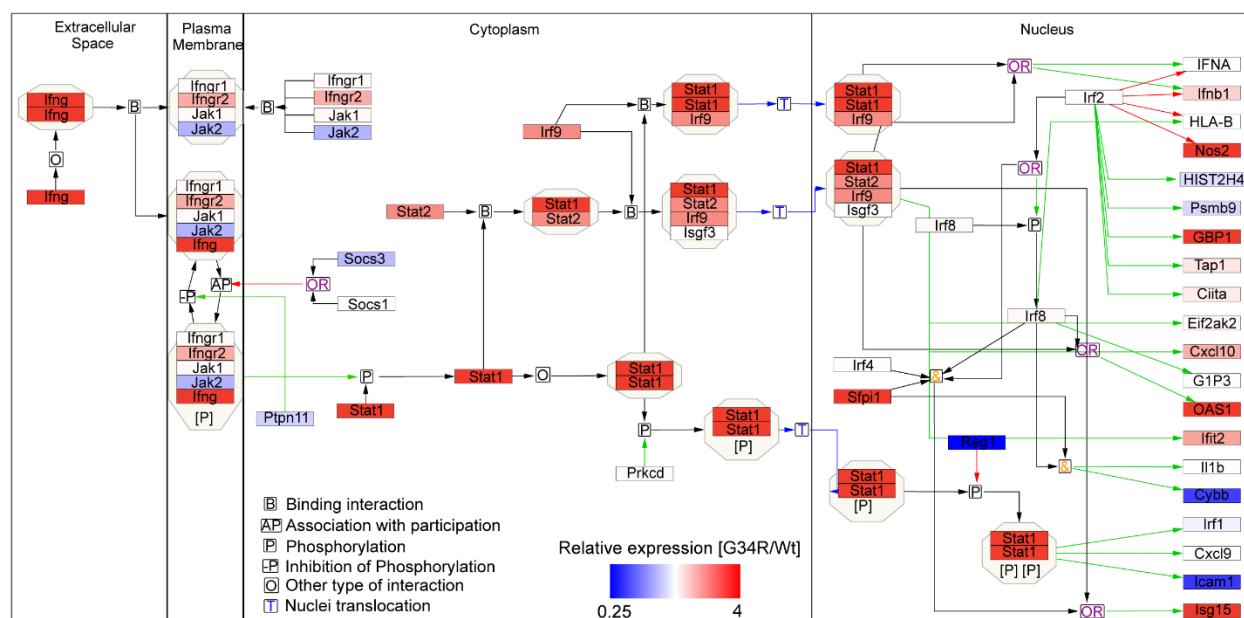 Extracellular
Space
Plasma
Membrane
Cytoplasm
Nucleus
Ifng
Ifng
B
O
Ifng
Ifngr1
Ifngr2
Jak1
Jak2
B
Ifngr1
Ifngr2
Jak1
Jak2
Ifngr1
Ifngr2
Jak1
Jak2
Ifng
-P
AP
OR
Socs3
Socs1
Ifngr1
Ifngr2
Jak1
Jak2
Ifng
[P]
Ptpn11
P
Stat1
Stat1
O
Stat2
B
Stat1
Stat2
Irf9
B
B
Stat1
Stat1
Irf9
T
Stat1
Stat2
Irf9
Isgf3
T
Stat1
Stat1
P
Prkcd
Stat1
Stat1
[P]
T
Stat1
Stat1
Irf9
Stat1
Stat2
Irf9
Isgf3
OR
Irf2
OR
Irf8
P
Irf8
OR
Irf4
Sfpi1
&
Reg1
&
Stat1
Stat1
[P]
P
Stat1
Stat1
[P] [P]
OR
IFNA
Ifnb1
HLA-B
Nos2
HIST2H4
Psmb9
GBP1
Tap1
Ciita
Eif2ak2
Cxcl10
G1P3
OAS1
Ifit2
Il1b
Cybb
Irf1
Cxcl9
Icam1
Isg15
B Binding interaction
AP Association with participation
P Phosphorylation
-P Inhibition of Phosphorylation
O Other type of interaction
T Nuclei translocation
Relative expression [G34R/Wt]
0.25 4